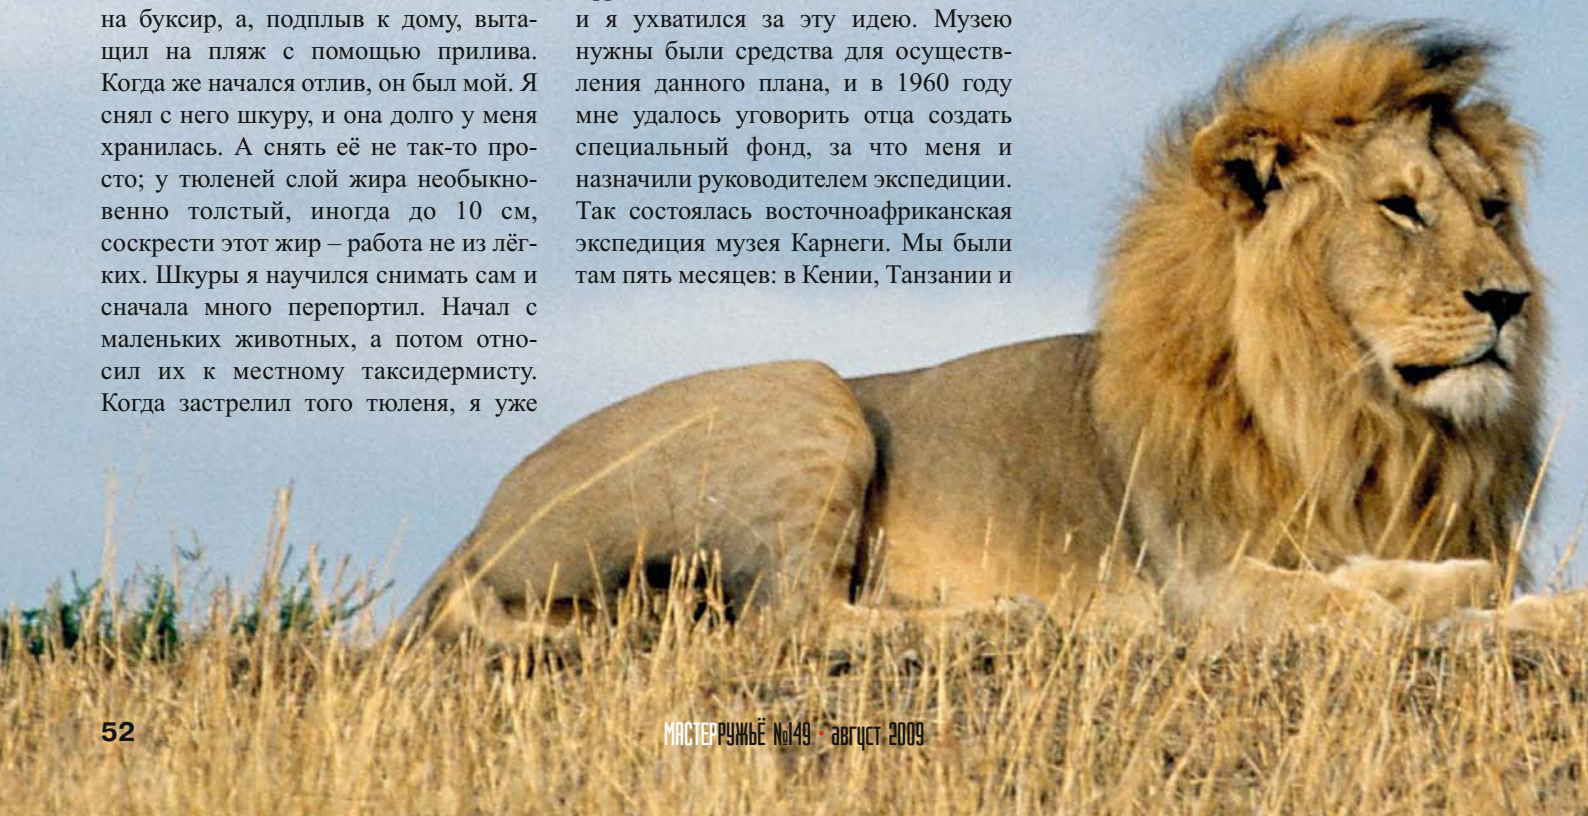 на буксир, а, подплыв к дому, выта-
щил на пляж с помощью прилива.
Когда же начался отлив, он был мой. Я
снял с него шкуру, и она долго у меня
хранилась. А снять её не так-то про-
сто; у тюленей слой жира необыкно-
венно толстый, иногда до 10 см,
соскрести этот жир – работа не из лёг-
ких. Шкуры я научился снимать сам и
сначала много перепортил. Начал с
маленьких животных, а потом отно-
сил их к местному таксидермисту.
Когда застрелил того тюленя, я уже
и я ухватился за эту идею. Музею
нужны были средства для осуществ-
ления данного плана, и в 1960 году
мне удалось уговорить отца создать
специальный фонд, за что меня и
назначили руководителем экспедиции.
Так состоялась восточноафриканская
экспедиция музея Карнеги. Мы были
там пять месяцев: в Кении, Танзании и
52
МАСТЕРРУЖЬЁ №149 · август 2009